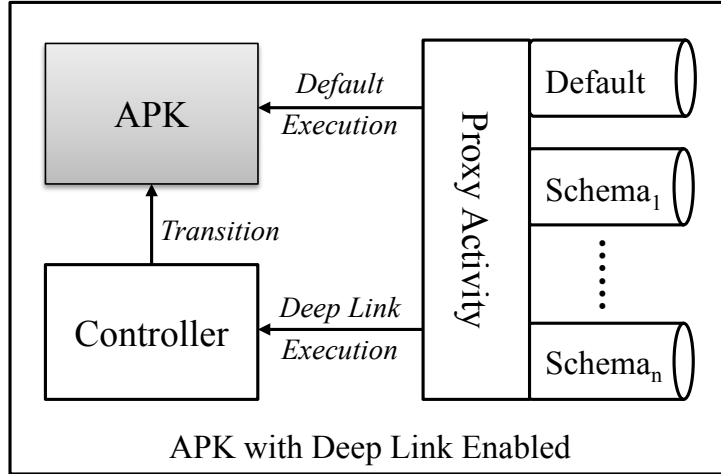 APK
Default
Execution
Proxy Activity
Default
Schema1
Transition
Controller
Deep Link
Execution
Scheman
APK with Deep Link Enabled